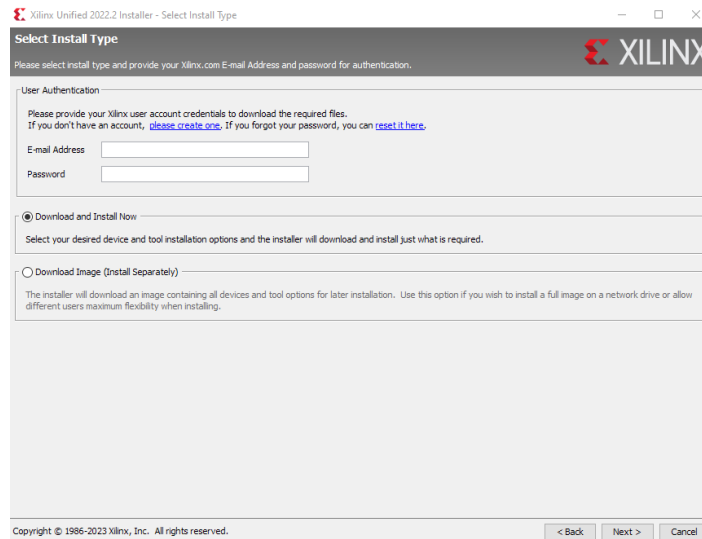 Xilinx Unified 2022.2 Installer - Select Install Type
Select Install Type
XILINX
Please select install type and provide your Xilinx.com E-mail Address and password for authentication.
User Authentication
Please provide your Xilinx user account credentials to download the required files.
If you don't have an account, please create one. If you forgot your password, you can reset it here.
E-mail Address
Password
Download and Install Now
Select your desired device and tool installation options and the installer will download and install just what is required.
Download Image (Install Separately)
The installer will download an image containing all devices and tool options for later installation. Use this option if you wish to install a full image on a network drive or allow
different users maximum flexibility when installing.
Copyright © 1986-2023 Xilinx, Inc. All rights reserved.
< Back
Next >
Cancel